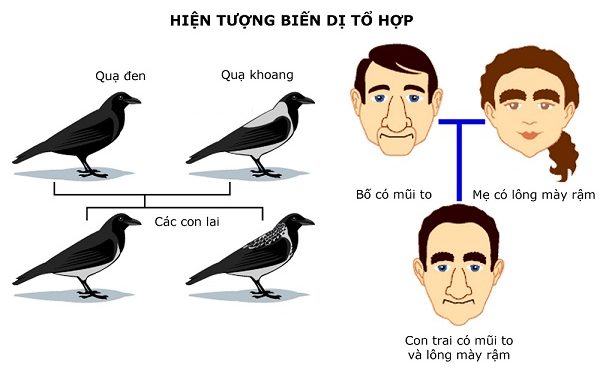 HIỆN TƯỢNG BIẾN DỊ TỔ HỢP
Quạ đen
Quạ khoang
Các con lai
Bố có mũi to
Mẹ có lông mày rậm
Con trai có mũi to
và lông mày rậm